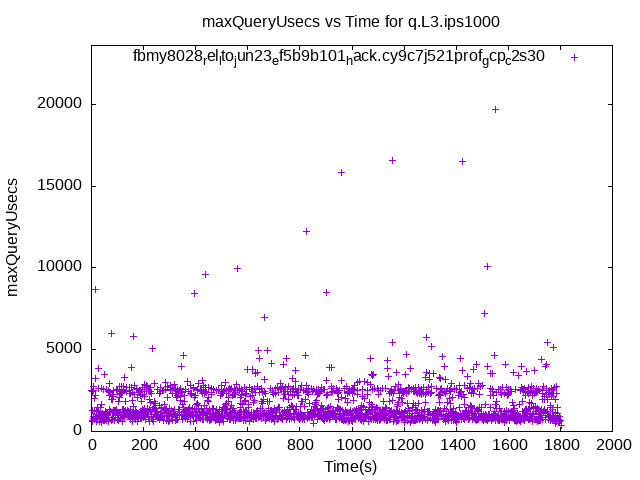 maxQueryUsecs vs Time for q.L3.ips1000
fbmy8028relltojun23ef5b9b101hack.cy9c7j521profgcpc2s30
20000
15000
10000
5000
0
maxQueryUsecs
0 200 400 600 800 1000 1200 1400 1600 1800 2000
Time(s)